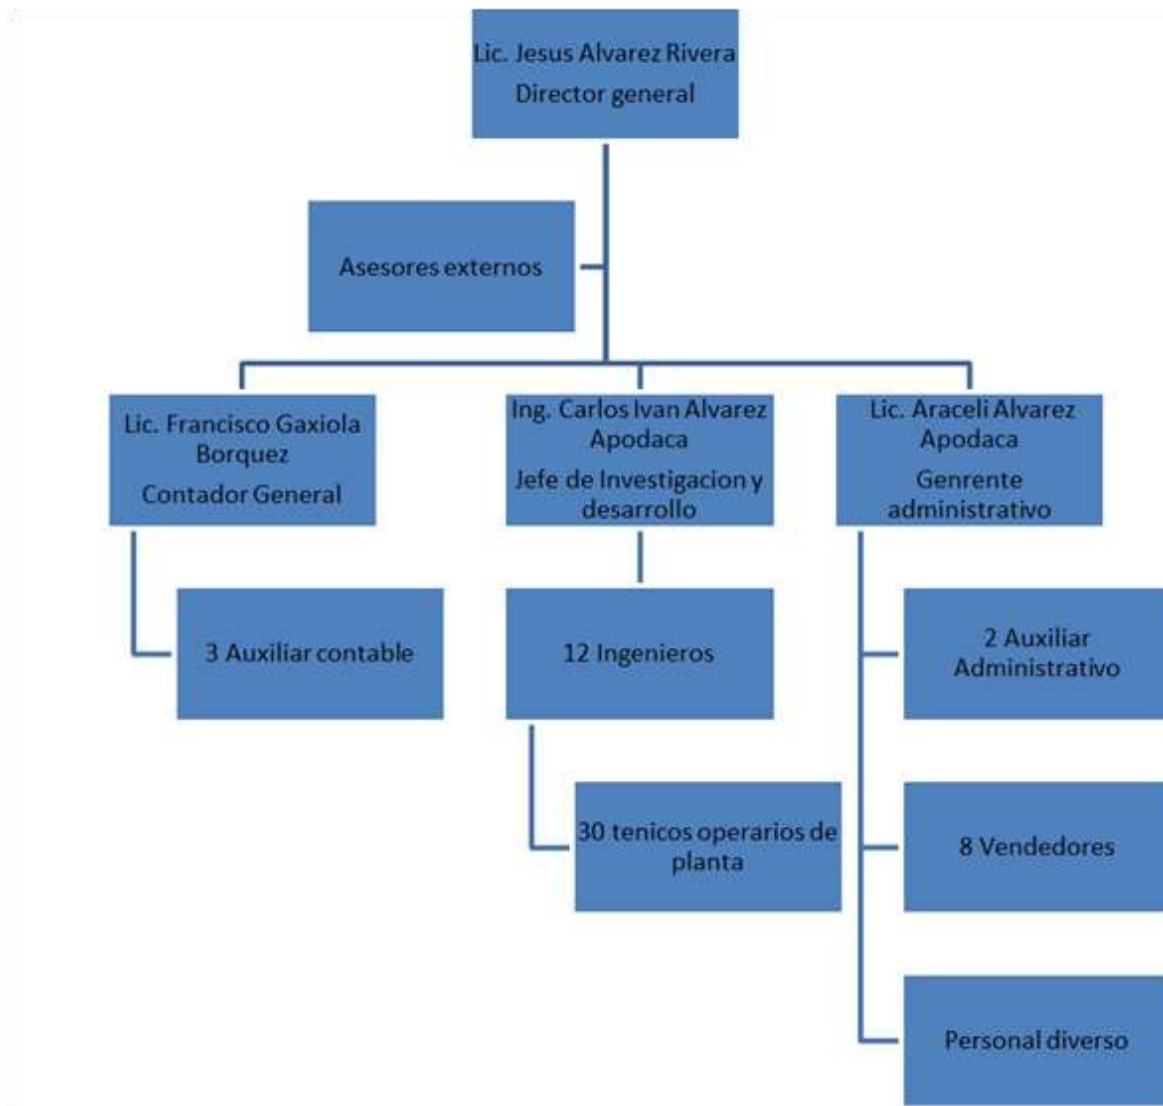 Lic. Jesus Alvarez Rivera
Director general
Asesores externos
Lic. Francisco Gaxiola
Borquez
Contador General
Ing. Carlos Ivan Alvarez
Apodaca
Jefe de Investigacion y
desarrollo
Lic. Araceli Alvarez
Apodaca
Genrente
administrativo
3 Auxiliar contable
12 Ingenieros
2 Auxiliar
Administrativo
30 tenicos operarios de
planta
8 Vendedores
Personal diverso